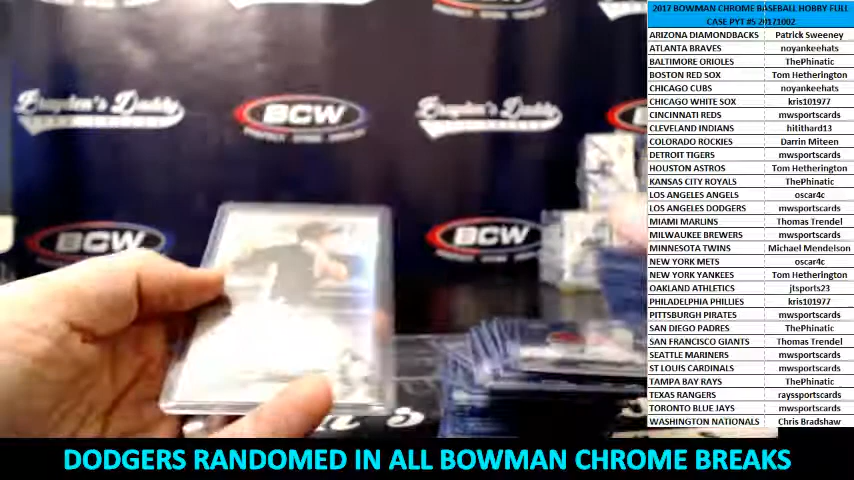 2017 BOWMAN CHROME BASEBALL HOBBY FULL
CASE PYT #5 20171002
ARIZONA DIAMONDBACKS Patrick Sweeney
ATLANTA BRAVES noyankeehats
BALTIMORE ORIOLES ThePhinatic
BOSTON RED SOX Tom Hetherington
CHICAGO CUBS noyankeehats
CHICAGO WHITE SOX kris101977
CINCINNATI REDS mwsportscards
CLEVELAND INDIANS hitithard13
COLORADO ROCKIES Darrin Miteen
DETROIT TIGERS mwsportscards
HOUSTON ASTROS Tom Hetherington
KANSAS CITY ROYALS ThePhinatic
LOS ANGELES ANGELS oscar4c
LOS ANGELES DODGERS mwsportscards
MIAMI MARLINS Thomas Trendel
MILWAUKEE BREWERS mwsportscards
MINNESOTA TWINS Michael Mendelson
NEW YORK METS oscar4c
NEW YORK YANKEES Tom Hetherington
OAKLAND ATHLETICS jtsports23
PHILADELPHIA PHILLIES kris101977
PITTSBURGH PIRATES mwsportscards
SAN DIEGO PADRES ThePhinatic
SAN FRANCISCO GIANTS Thomas Trendel
SEATTLE MARINERS mwsportscards
ST LOUIS CARDINALS mwsportscards
TAMPA BAY RAYS ThePhinatic
TEXAS RANGERS rayssportscards
TORONTO BLUE JAYS mwsportscards
WASHINGTON NATIONALS Chris Bradshaw
Brayden's Daddy
BCW
Brayden's Daddy
BCW
BCW
DODGERS RANDOMED IN ALL BOWMAN CHROME BREAKS